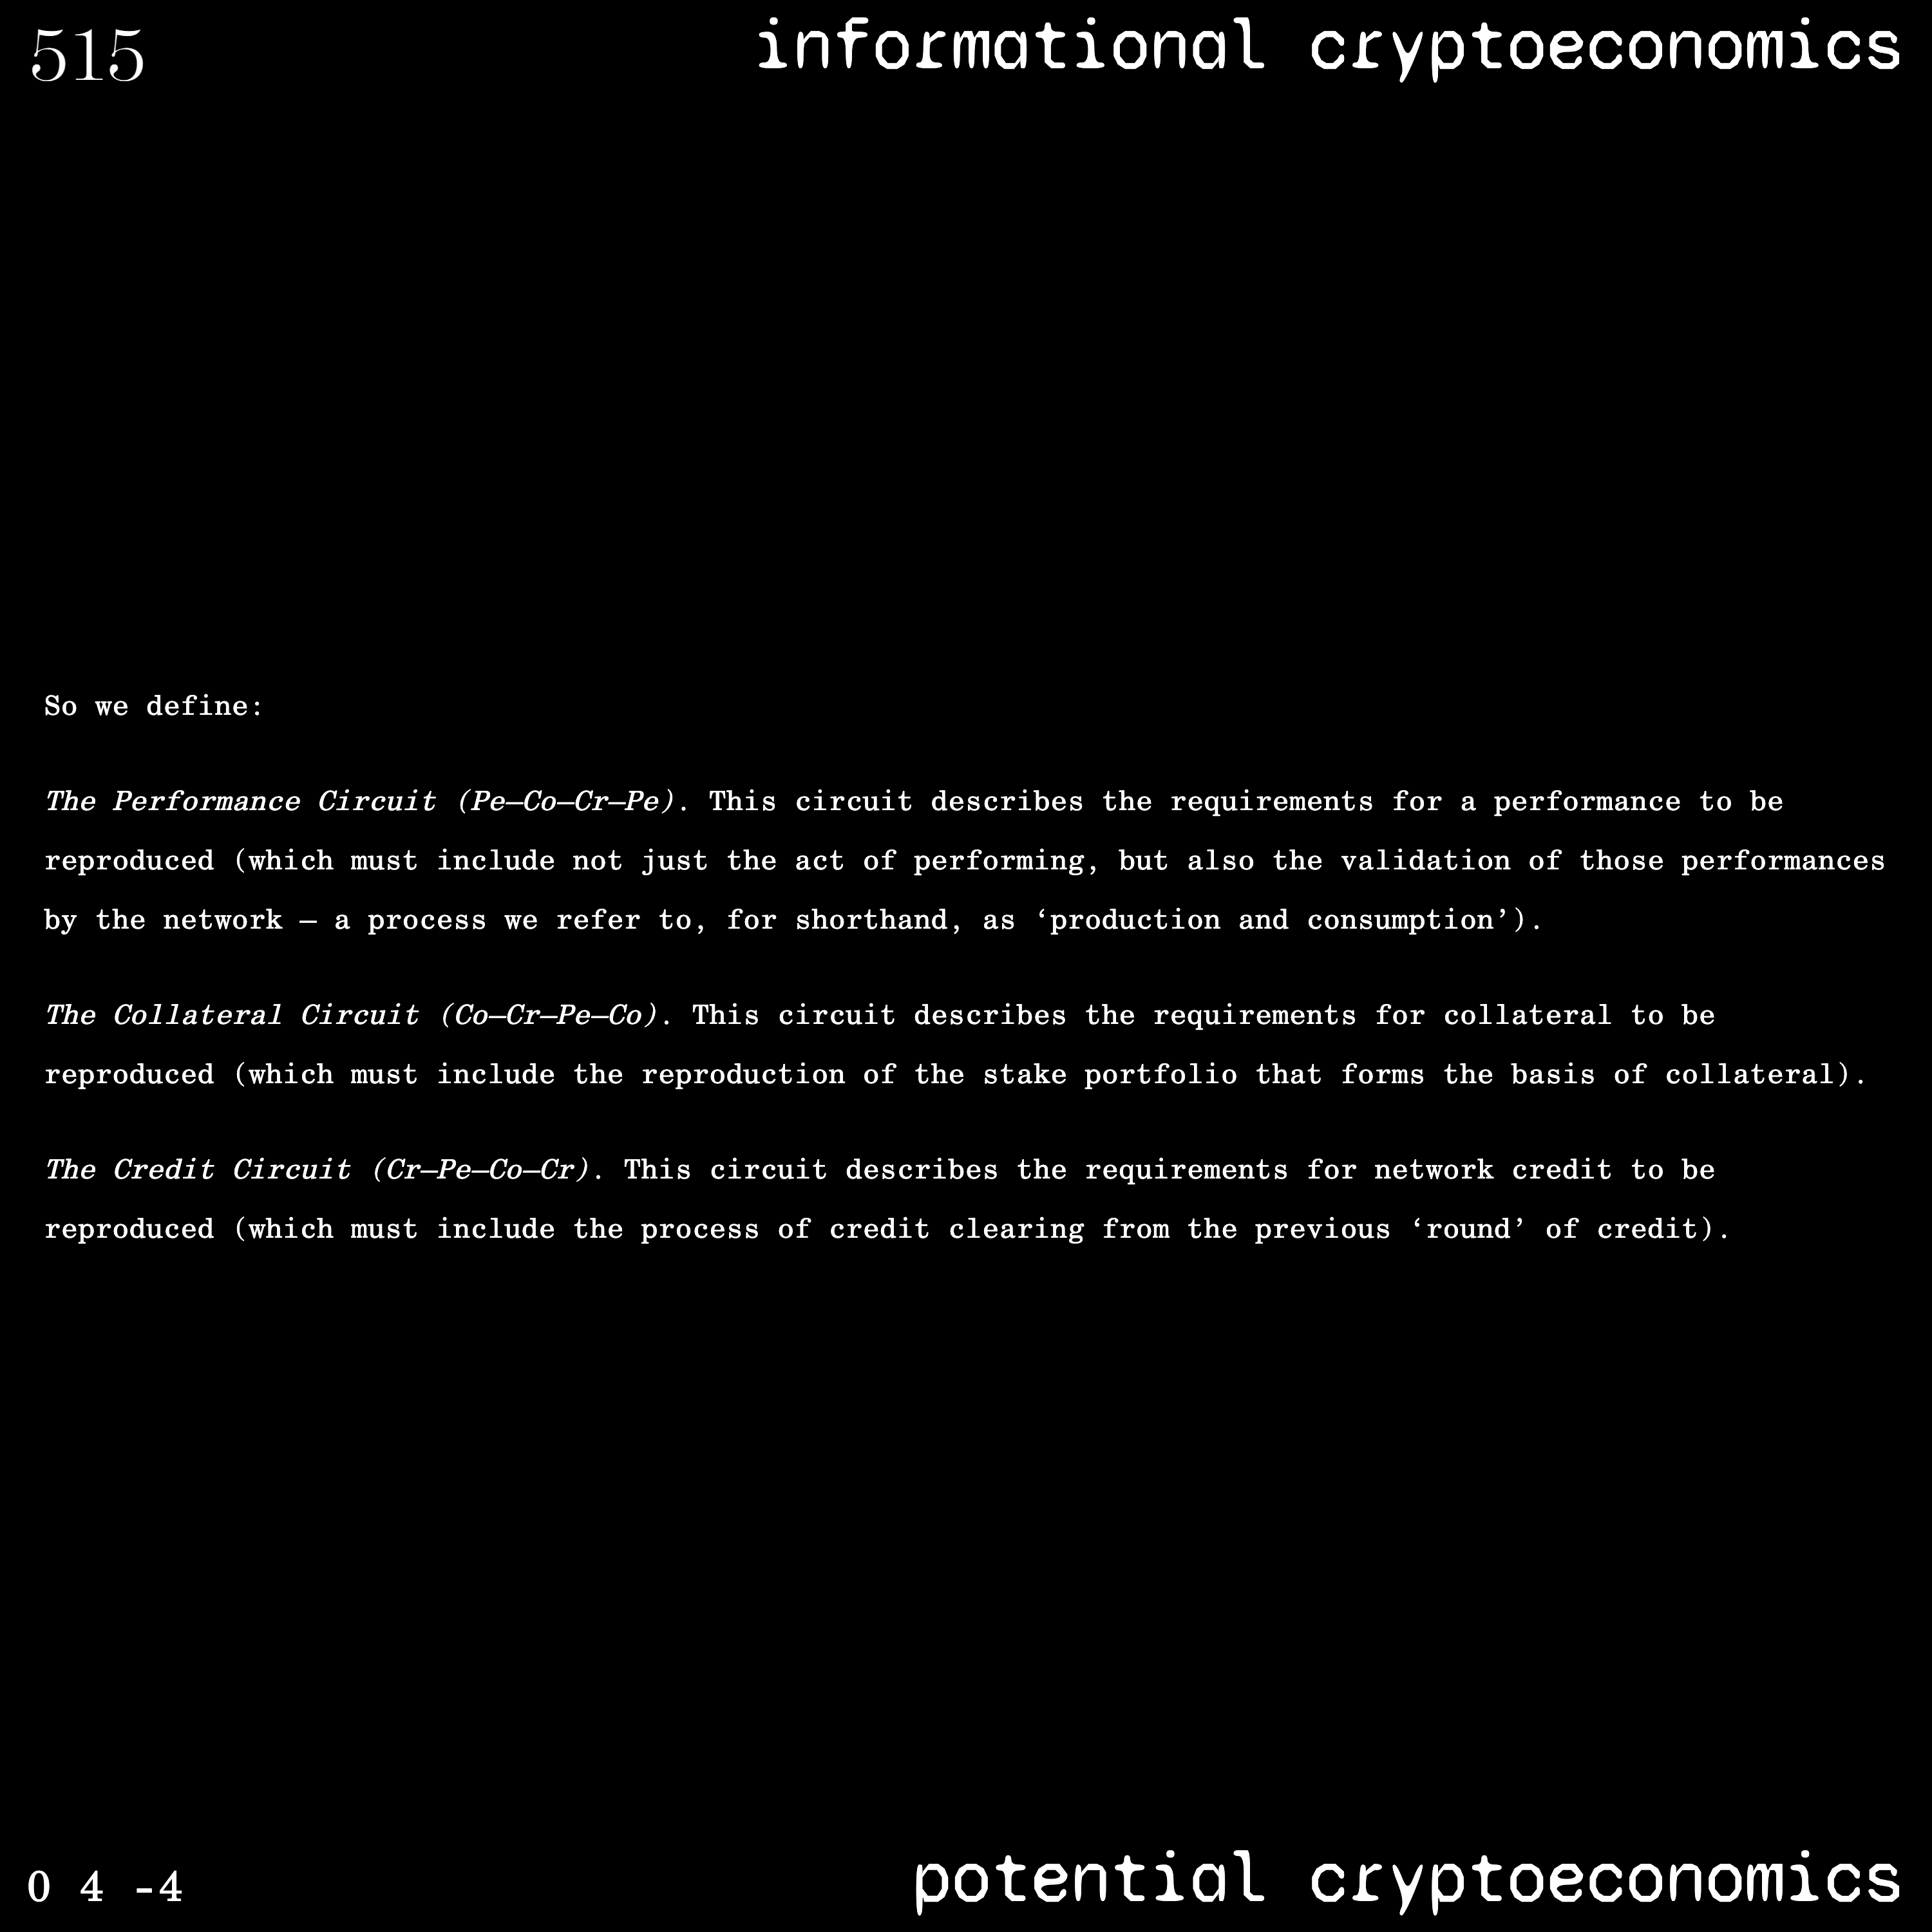 515
informational cryptoeconomics
So we define:
The Performance Circuit (Pe—Co—Cr—Pe). This circuit describes the requirements for a performance to be
reproduced (which must include not just the act of performing, but also the validation of those performances
by the network — a process we refer to, for shorthand, as ‘production and consumption’).
The Collateral Circuit (Co—Cr—Pe—Co). This circuit describes the requirements for collateral to be
reproduced (which must include the reproduction of the stake portfolio that forms the basis of collateral).
The Credit Circuit (Cr—Pe—Co—Cr). This circuit describes the requirements for network credit to be
reproduced (which must include the process of credit clearing from the previous ‘round’ of credit).
0 4 -4
potential cryptoeconomics